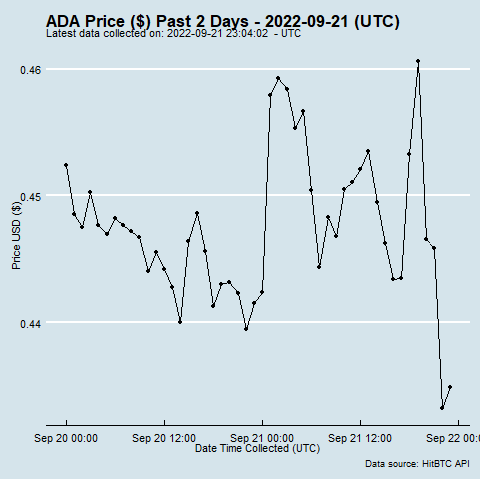 ADA Price ($) Past 2 Days - 2022-09-21 (UTC)
Latest data collected on: 2022-09-21 23:04:02 - UTC
0.46
0.45
0.44
Price USD ($)
Sep 20 00:00 Sep 20 12:00 Sep 21 00:00 Sep 21 12:00 Sep 22 00:00
Date Time Collected (UTC)
Data source: HitBTC API